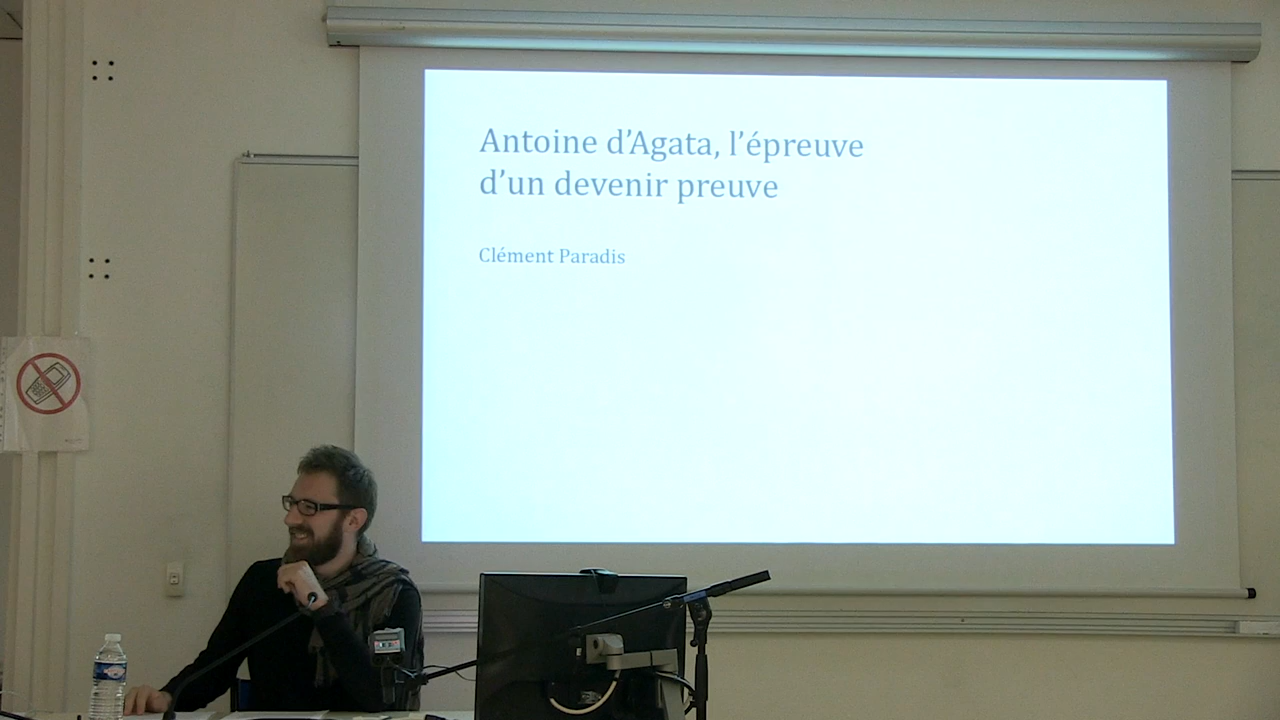 Antoine d'Agata, l'épreuve
d'un devenir preuve
Clément Paradis